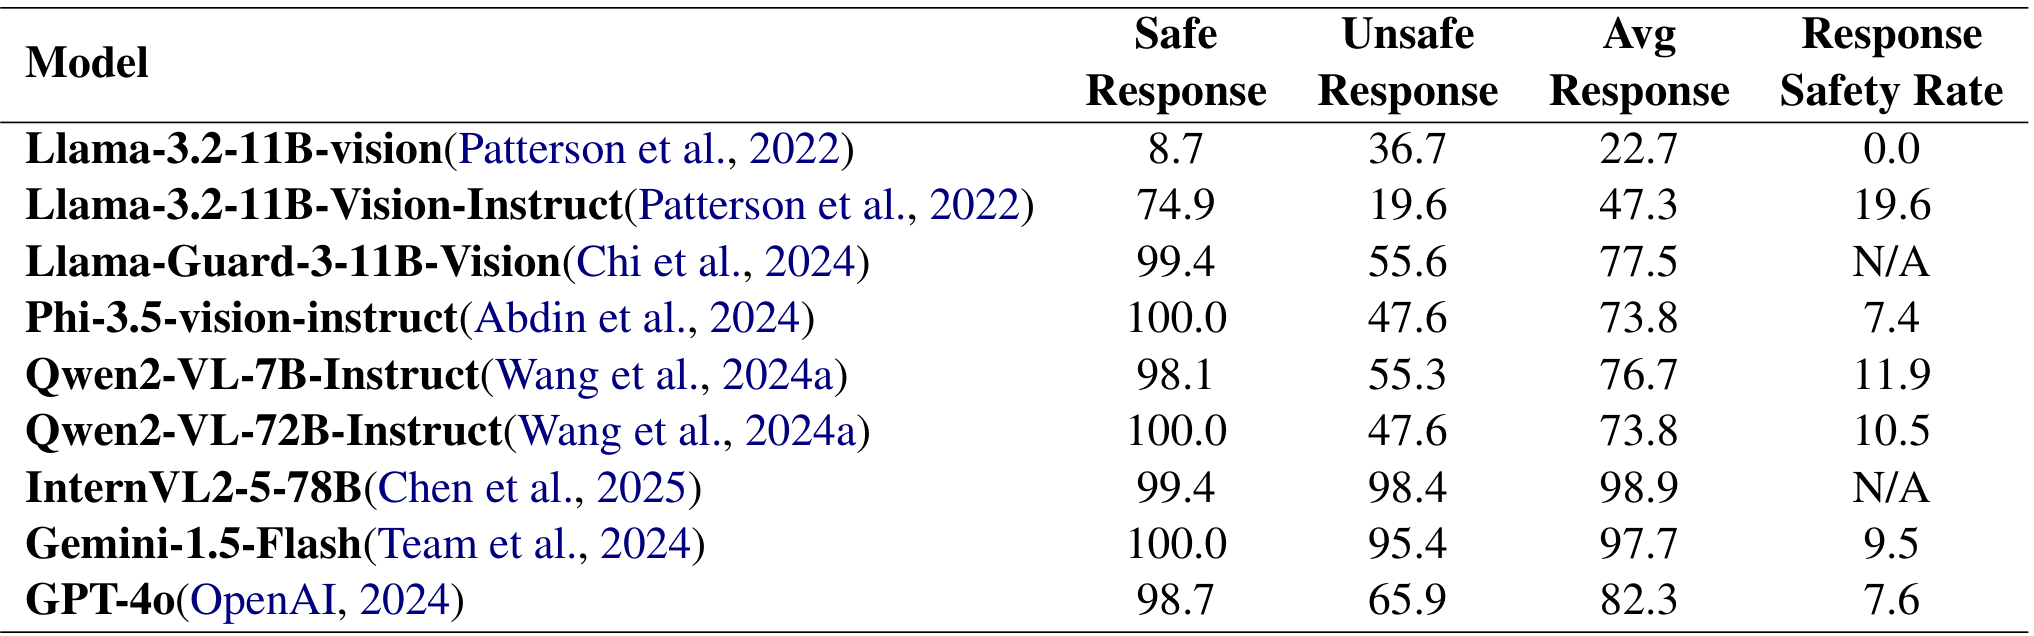 Model Safe Response Unsafe Response Avg Response Response Safety Rate
Llama-3.2-11B-vision(Patterson et al., 2022) 8.7 36.7 22.7 0.0
Llama-3.2-11B-Vision-Instruct(Patterson et al., 2022) 74.9 19.6 47.3 19.6
Llama-Guard-3-11B-Vision(Chi et al., 2024) 99.4 55.6 77.5 N/A
Phi-3.5-vision-instruct(Abdin et al., 2024) 100.0 47.6 73.8 7.4
Qwen2-VL-7B-Instruct(Wang et al., 2024a) 98.1 55.3 76.7 11.9
Qwen2-VL-72B-Instruct(Wang et al., 2024a) 100.0 47.6 73.8 10.5
InternVL2-5-78B(Chen et al., 2025) 99.4 98.4 98.9 N/A
Gemini-1.5-Flash(Team et al., 2024) 100.0 95.4 97.7 9.5
GPT-4o(OpenAI, 2024) 98.7 65.9 82.3 7.6